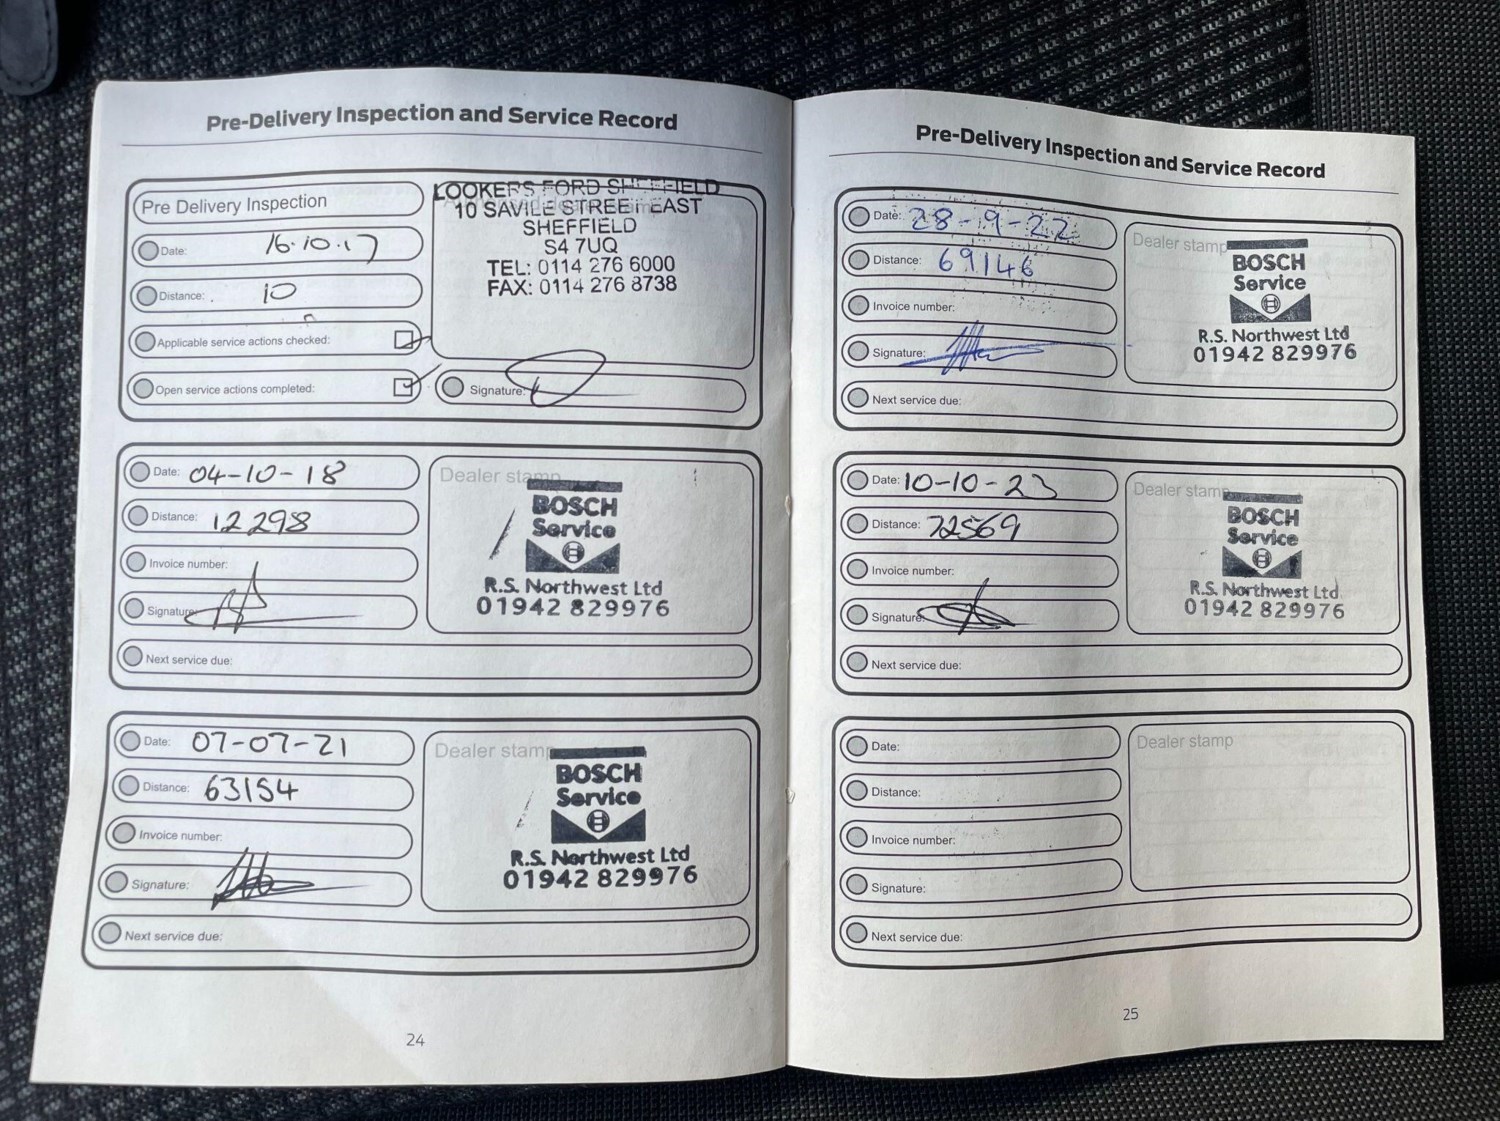 Pre-Delivery Inspection and Service Record
Pre Delivery Inspection
Date: 16.10.17
Distance: 10
Applicable service actions checked:
Open service actions completed:
LOOKERS FORD SHEFFIELD
10 SAVILE STREET EAST
SHEFFIELD
S4 7UQ
TEL: 0114 276 6000
FAX: 0114 276 8738
Signature:
Date: 04-10-18
Distance: 12298
Invoice number:
Signature:
Next service due:
Dealer stamp
BOSCH
Service
R.S. Northwest Ltd
01942 829976
Date: 07-07-21
Distance: 63154
Invoice number:
Signature:
Next service due:
Dealer stamp
BOSCH
Service
R.S. Northwest Ltd
01942 829976
24
Pre-Delivery Inspection and Service Record
Date: 28-9-22
Distance: 69146
Invoice number:
Signature:
Next service due:
Dealer stamp
BOSCH
Service
R.S. Northwest Ltd
01942 829976
Date: 10-10-23
Distance: 72569
Invoice number:
Signature:
Next service due:
Dealer stamp
BOSCH
Service
R.S. Northwest Ltd
01942 829976
Date:
Distance:
Invoice number:
Signature:
Next service due:
Dealer stamp
25